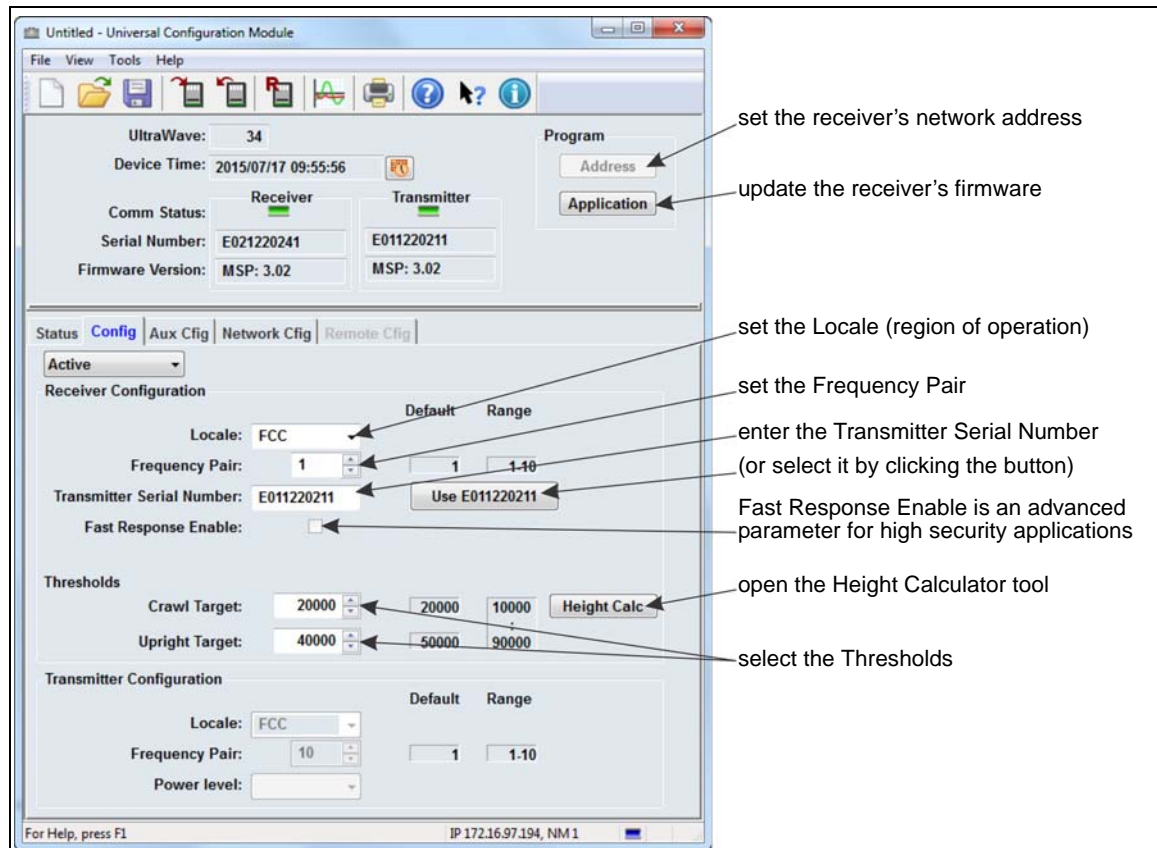 Untitled - Universal Configuration Module
File View Tools Help
UltraWave: 34
Device Time: 2015/07/17 09:55:56
Program
Address
Application
Receiver Transmitter
Comm Status:
Serial Number: E021220241 E011220211
Firmware Version: MSP: 3.02 MSP: 3.02
set the receiver's network address
update the receiver's firmware
Status Config Aux Cfig Network Cfig Remote Cfig
Active
Receiver Configuration
Default Range
Locale: FCC
Frequency Pair: 1 1 1-10
Transmitter Serial Number: E011220211 Use E011220211
Fast Response Enable:
Thresholds
Crawl Target: 20000 20000 10000 Height Calc
:
Upright Target: 40000 50000 90000
set the Locale (region of operation)
set the Frequency Pair
enter the Transmitter Serial Number
(or select it by clicking the button)
Fast Response Enable is an advanced
parameter for high security applications
open the Height Calculator tool
select the Thresholds
Transmitter Configuration
Default Range
Locale: FCC
Frequency Pair: 10 1 1-10
Power level:
For Help, press F1 IP 172.16.97.194, NM 1